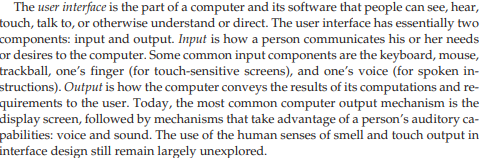 The user interface is the part of a computer and its software that people can see, hear,
touch, talk to, or otherwise understand or direct. The user interface has essentially two
components: input and output. Input is how a person communicates his or her needs
or desires to the computer. Some common input components are the keyboard, mouse,
trackball, one's finger (for touch-sensitive screens), and one's voice (for spoken in-
structions). Output is how the computer conveys the results of its computations and re-
quirements to the user. Today, the most common computer output mechanism is the
display screen, followed by mechanisms that take advantage of a person's auditory ca-
pabilities: voice and sound. The use of the human senses of smell and touch output in
interface design still remain largely unexplored.